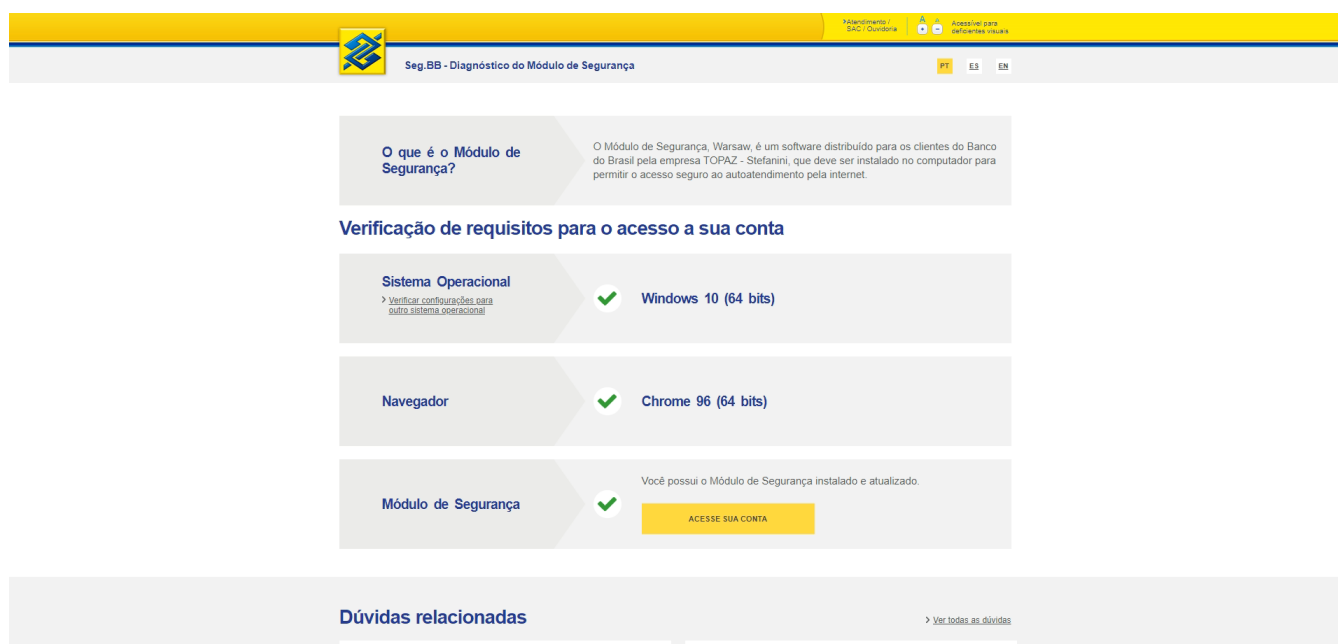 >Atendimento /
SAC / Ouvidoria
A A
+ -
Acessível para
deficientes visuais
Seg.BB - Diagnóstico do Módulo de Segurança
PT ES EN
O que é o Módulo de
Segurança?
O Módulo de Segurança, Warsaw, é um software distribuído para os clientes do Banco
do Brasil pela empresa TOPAZ - Stefanini, que deve ser instalado no computador para
permitir o acesso seguro ao autoatendimento pela internet.
Verificação de requisitos para o acesso a sua conta
Sistema Operacional
> Verificar configurações para
outro sistema operacional
Windows 10 (64 bits)
Navegador
Chrome 96 (64 bits)
Módulo de Segurança
Você possui o Módulo de Segurança instalado e atualizado.
ACESSE SUA CONTA
Dúvidas relacionadas
> Ver todas as dúvidas